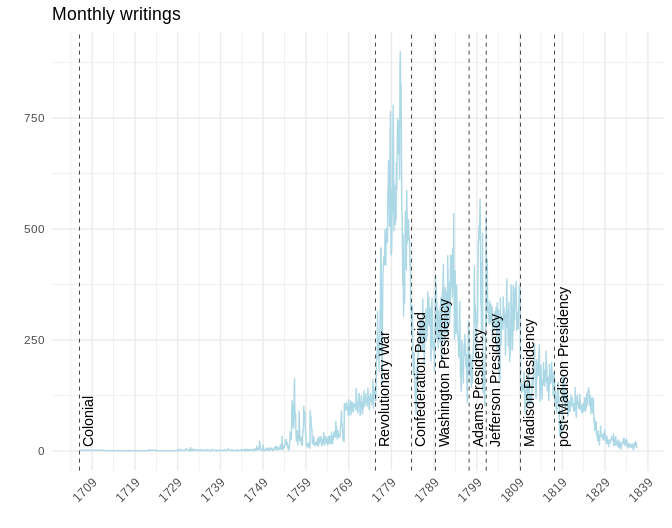 Monthly writings
750
500
250
0
Colonial
Revolutionary War
Confederation Period
Washington Presidency
Adams Presidency
Jefferson Presidency
Madison Presidency
post-Madison Presidency
1709
1719
1729
1739
1749
1759
1769
1779
1789
1799
1809
1819
1829
1839